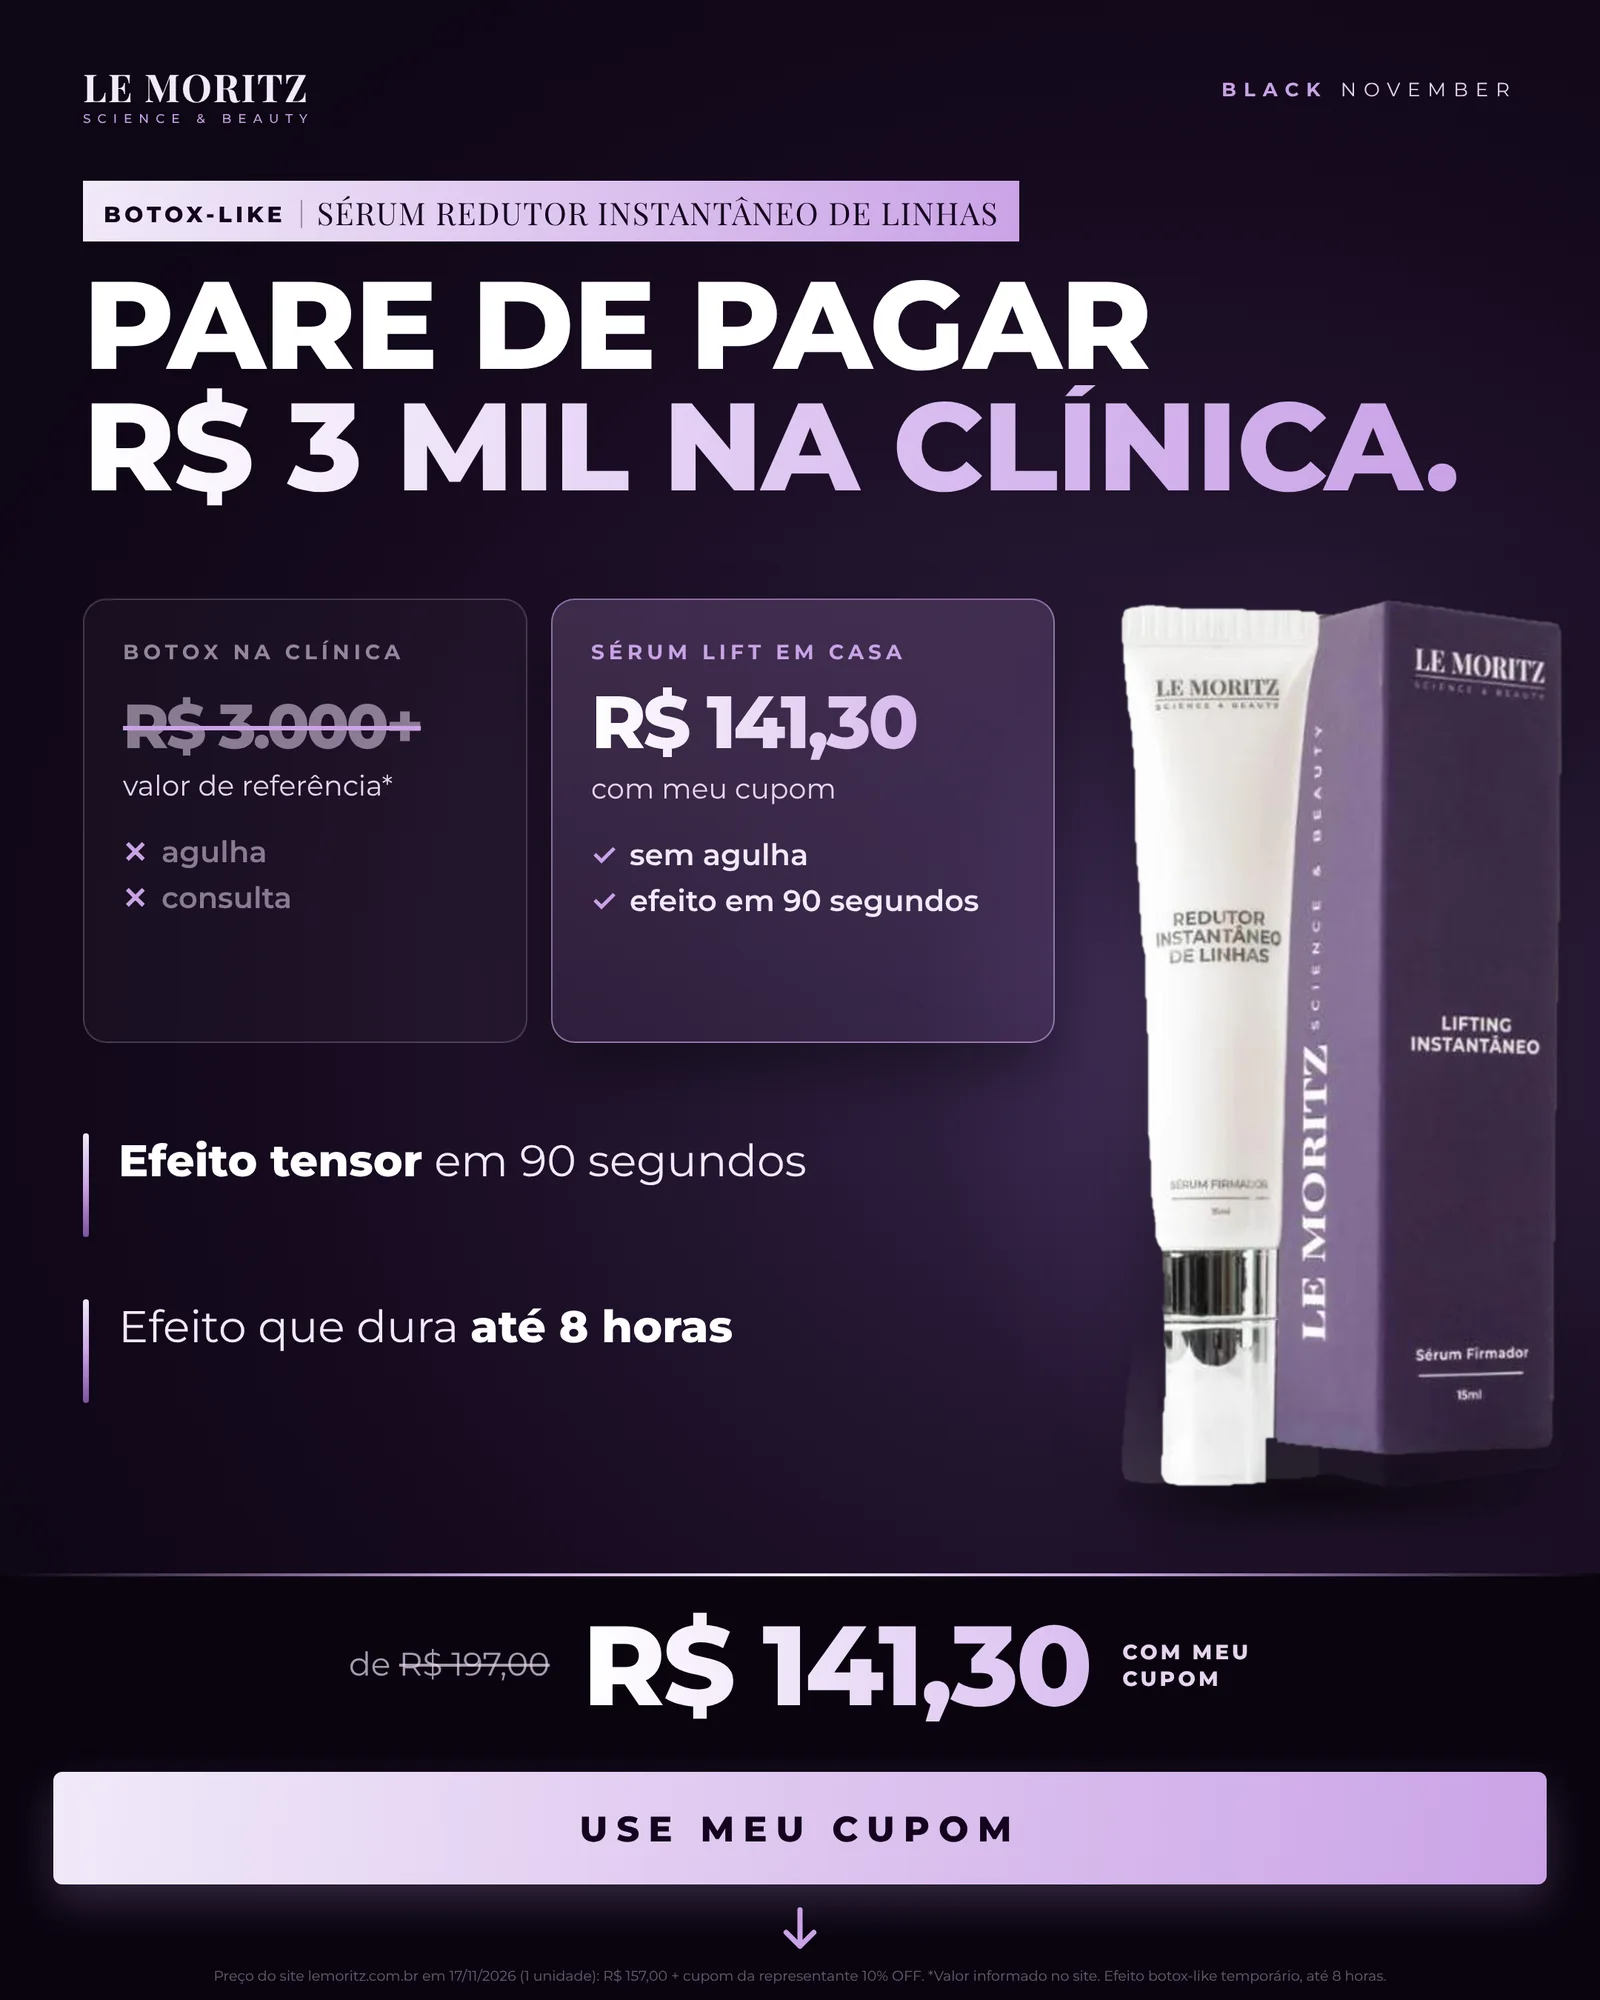 LE MORITZ
SCIENCE & BEAUTY
BLACK NOVEMBER
BOTOX-LIKE | SÉRUM REDUTOR INSTANTÂNEO DE LINHAS
PARE DE PAGAR
R$ 3 MIL NA CLÍNICA.
BOTOX NA CLÍNICA
R$ 3.000+
valor de referência*
✕ agulha
✕ consulta
SÉRUM LIFT EM CASA
R$ 141,30
com meu cupom
✓ sem agulha
✓ efeito em 90 segundos
LE MORITZ
SCIENCE & BEAUTY
REDUTOR
INSTANTÂNEO
DE LINHAS
SÉRUM FIRMADOR
15ml
LE MORITZ SCIENCE & BEAUTY
LE MORITZ
SCIENCE & BEAUTY
LIFTING
INSTANTÂNEO
Sérum Firmador
15ml
Efeito tensor em 90 segundos
Efeito que dura até 8 horas
de R$ 197,00
R$ 141,30
COM MEU
CUPOM
USE MEU CUPOM
Preço do site lemoritz.com.br em 17/11/2026 (1 unidade): R$ 157,00 + cupom da representante 10% OFF. *Valor informado no site. Efeito botox-like temporário, até 8 horas.